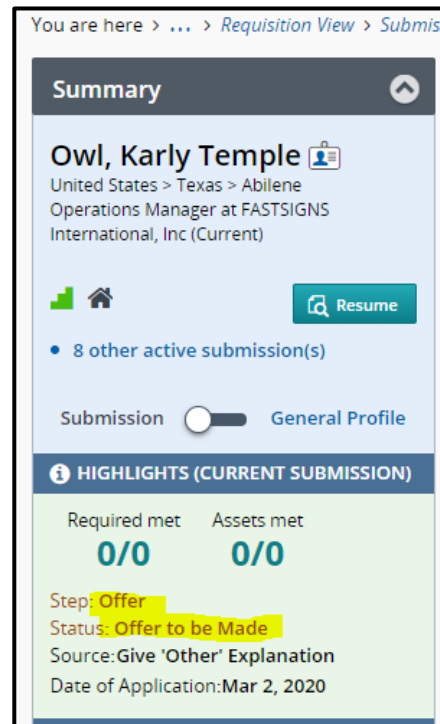 You are here > ... > Requisition View > Submis
Summary
Owl, Karly Temple
United States > Texas > Abilene
Operations Manager at FASTSIGNS
International, Inc (Current)
Resume
• 8 other active submission(s)
Submission General Profile
HIGHLIGHTS (CURRENT SUBMISSION)
Required met Assets met
0/0 0/0
Step: Offer
Status: Offer to be Made
Source:Give 'Other' Explanation
Date of Application:Mar 2, 2020